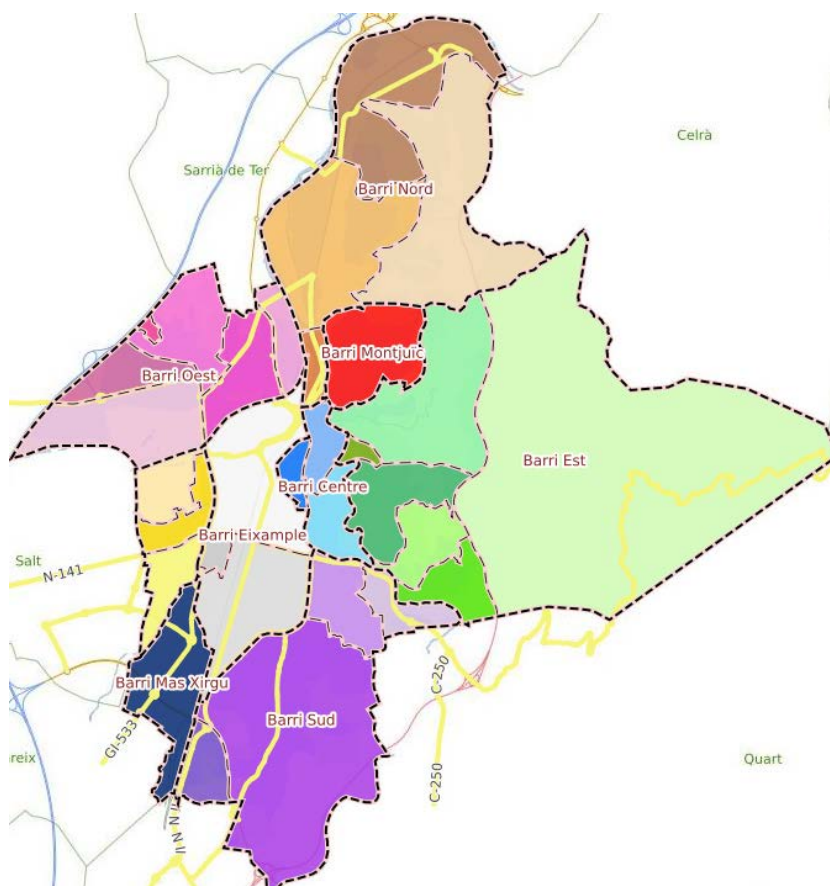 Celrà
Sarrià de Ter
Barri Nord
Barri Montjuïc
Barri Oest
Barri Est
Barri Centre
Barri Eixample
Salt
N-141
Barri Mas Xirgu
C-250
Barri Sud
GI-533
reix
Quart
C-250
N II